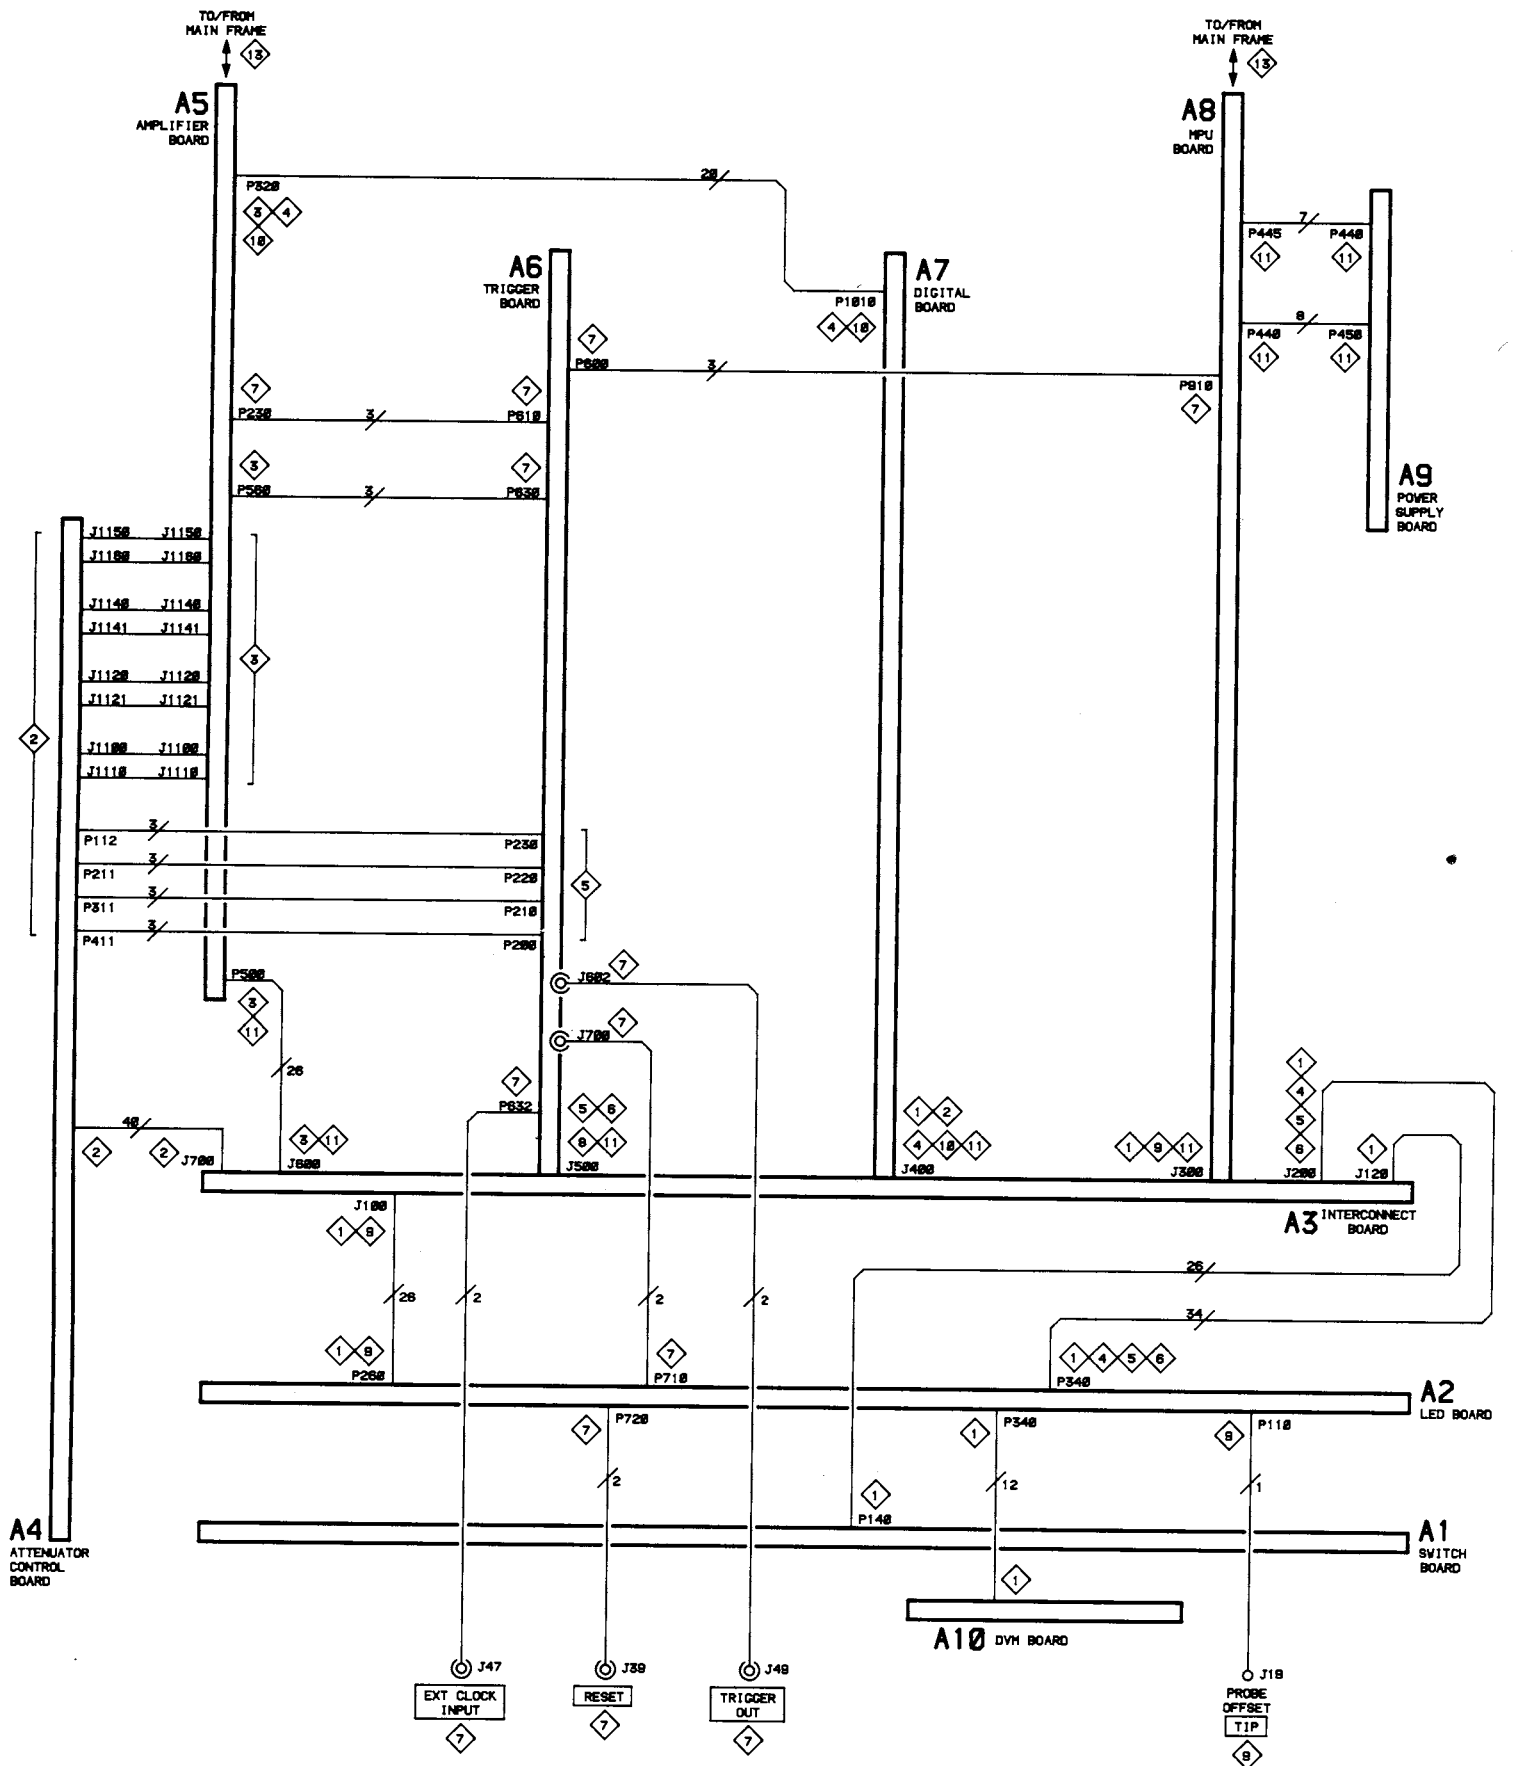 TO/FROM
MAIN FRAME
13
TO/FROM
MAIN FRAME
13
A5
AMPLIFIER
BOARD
A8
MPU
BOARD
P320
20
3 4
10
7
P445 P440
11 11
A6
TRIGGER
BOARD
A7
DIGITAL
BOARD
P1010
4 10
8
P440 P450
11 11
7
P600
3
P910
7
7
P230
3
7
P610
3
P560
3
7
P630
A9
POWER
SUPPLY
BOARD
J1150 J1150
J1160 J1160
J1140 J1140
J1141 J1141
3
J1120 J1120
J1121 J1121
2
J1100 J1100
J1110 J1110
3
P112
P230
3
P211
P220
5
3
P311
P210
3
P411
P200
P500
3
11
26
J602
7
J700
7
7
P632
40
2
2
J700
3 11
J600
5 6
8 11
J500
1 2
4 10 11
J400
1 9 11
J300
1
4
5
6
J200
1
J120
A3
INTERCONNECT
BOARD
J100
1 9
26
2
2
2
26
34
1 9
P260
7
P710
1 4 5 6
P340
A2
LED BOARD
P720
7
2
P340
1
12
P110
9
1
1
P140
A4
ATTENUATOR
CONTROL
BOARD
A1
SWITCH
BOARD
1
A10
DVM BOARD
J47
EXT CLOCK
INPUT
7
J39
RESET
7
J49
TRIGGER
OUT
7
J19
PROBE
OFFSET
TIP
9